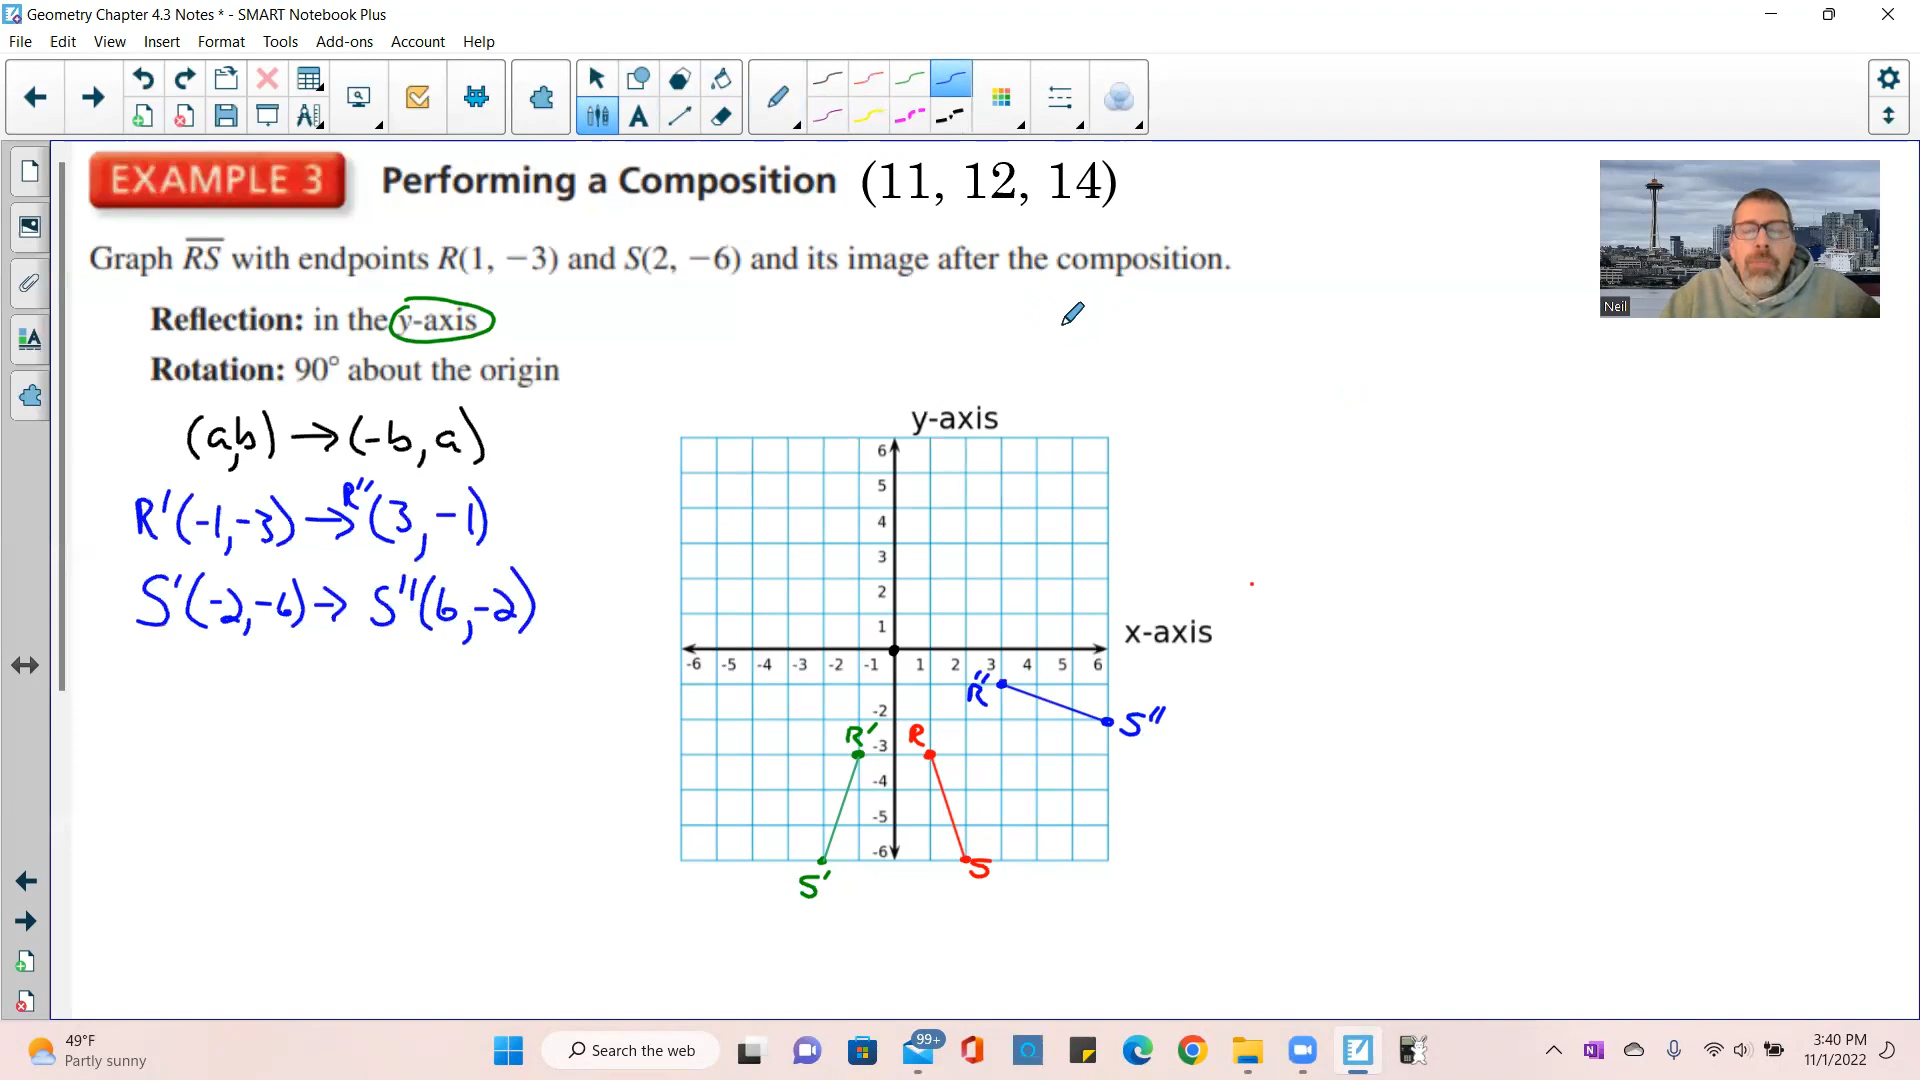 Geometry Chapter 4.3 Notes * - SMART Notebook Plus
File Edit View Insert Format Tools Add-ons Account Help
EXAMPLE 3 Performing a Composition (11, 12, 14)
Graph RS with endpoints R(1, −3) and S(2, −6) and its image after the composition.
Reflection: in the y-axis
Rotation: 90° about the origin
(a,b) → (-b, a)
R'(-1,-3) → R''(3, -1)
S'(-2,-6) → S''(6,-2)
Neil
y-axis
6
5
4
3
2
1
x-axis
-6 -5 -4 -3 -2 -1 1 2 3 4 5 6
R''
-2
S''
R' -3 R
-4
-5
-6
S' S
49°F
Partly sunny
Search the web
99+
3:40 PM
11/1/2022